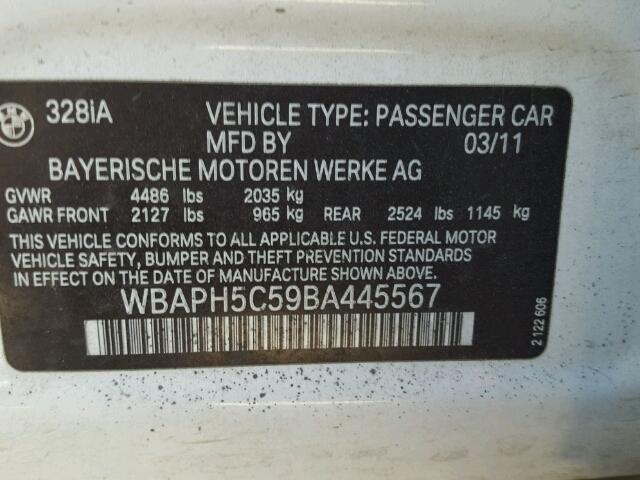 328iA VEHICLE TYPE: PASSENGER CAR
MFD BY 03/11
BAYERISCHE MOTOREN WERKE AG
GVWR 4486 lbs 2035 kg
GAWR FRONT 2127 lbs 965 kg REAR 2524 lbs 1145 kg
THIS VEHICLE CONFORMS TO ALL APPLICABLE U.S. FEDERAL MOTOR
VEHICLE SAFETY, BUMPER AND THEFT PREVENTION STANDARDS
IN EFFECT ON THE DATE OF MANUFACTURE SHOWN ABOVE
WBAPH5C59BA445567
2 122 606